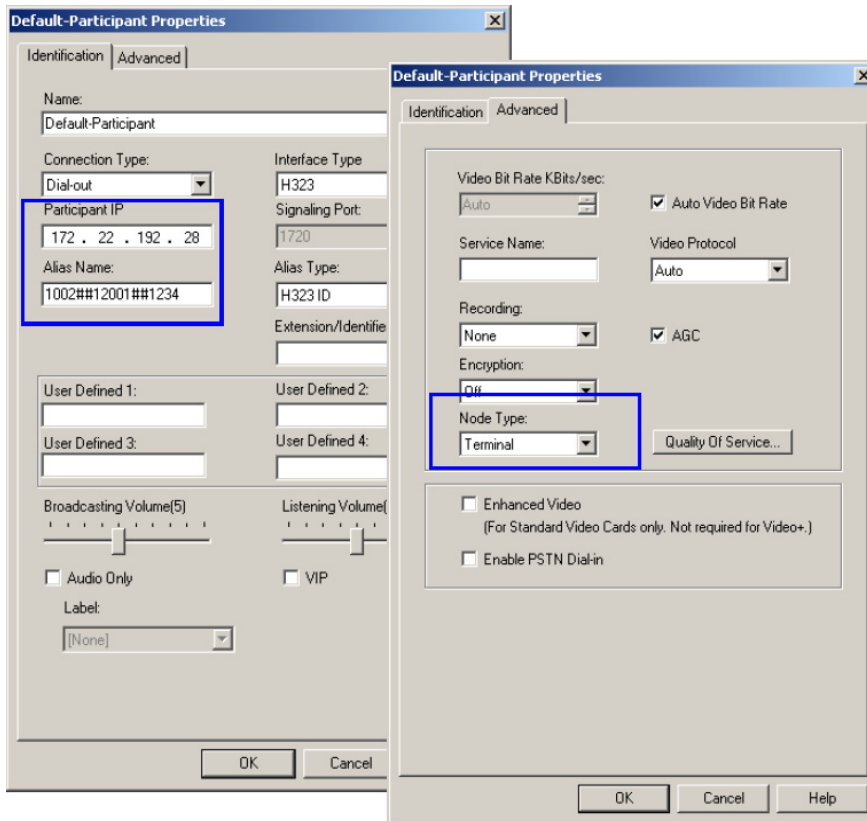 Default-Participant Properties
Identification
Advanced
Name:
Default-Participant
Connection Type:
Interface Type
Dial-out
H323
Participant IP
Signaling Port:
172 . 22 . 192 . 28
1720
Alias Name:
Alias Type:
1002##12001##1234
H323 ID
Extension/Identifie
User Defined 1:
User Defined 2:
User Defined 3:
User Defined 4:
Broadcasting Volume(5)
Listening Volume(
Audio Only
VIP
Label:
[None]
OK
Cancel
Default-Participant Properties
Identification
Advanced
Video Bit Rate KBits/sec:
Auto
Auto Video Bit Rate
Service Name:
Video Protocol
Auto
Recording:
None
AGC
Encryption:
Off
Node Type:
Terminal
Quality Of Service...
Enhanced Video
(For Standard Video Cards only. Not required for Video+.)
Enable PSTN Dial-in
OK
Cancel
Help